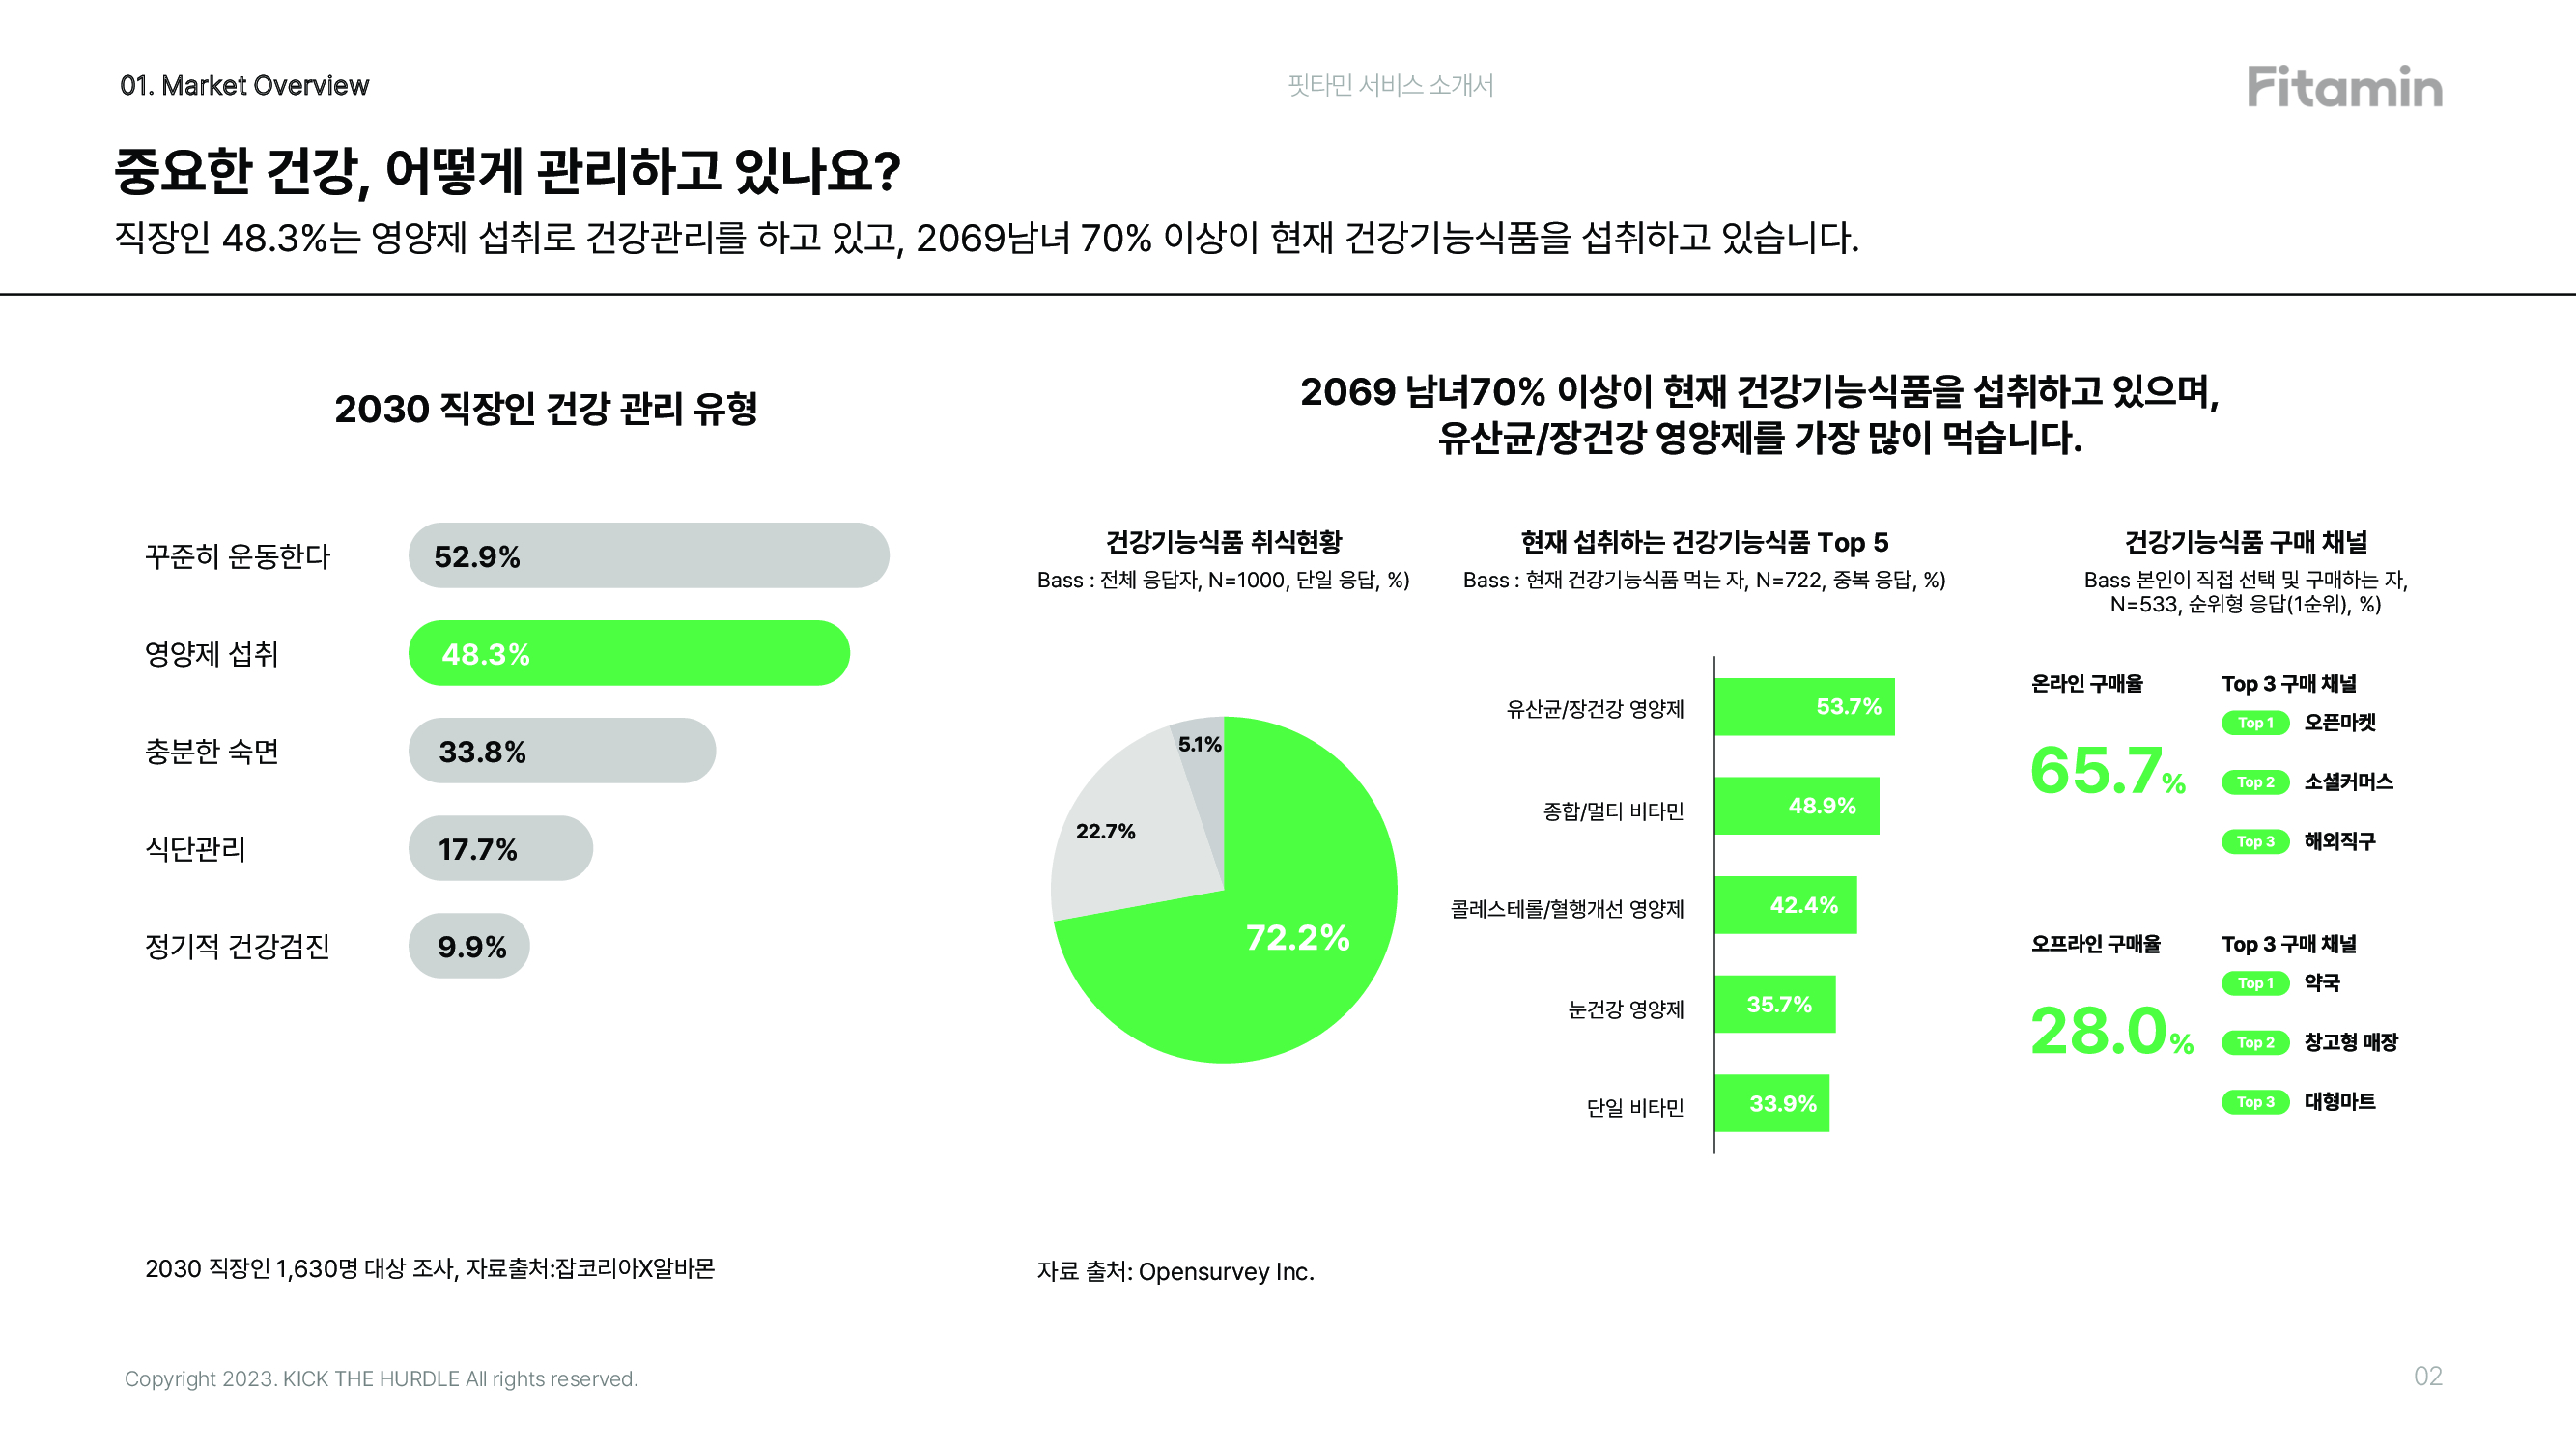 01. Market Overview
핏타민 서비스 소개서
Fitamin
중요한 건강, 어떻게 관리하고 있나요?
직장인 48.3%는 영양제 섭취로 건강관리를 하고 있고, 2069남녀 70% 이상이 현재 건강기능식품을 섭취하고 있습니다.
2030 직장인 건강 관리 유형
꾸준히 운동한다 52.9%
영양제 섭취 48.3%
충분한 숙면 33.8%
식단관리 17.7%
정기적 건강검진 9.9%
2030 직장인 1,630명 대상 조사, 자료출처:잡코리아X알바몬
2069 남녀70% 이상이 현재 건강기능식품을 섭취하고 있으며,
유산균/장건강 영양제를 가장 많이 먹습니다.
건강기능식품 취식현황
Bass : 전체 응답자, N=1000, 단일 응답, %)
5.1%
22.7%
72.2%
현재 섭취하는 건강기능식품 Top 5
Bass : 현재 건강기능식품 먹는 자, N=722, 중복 응답, %)
유산균/장건강 영양제 53.7%
종합/멀티 비타민 48.9%
콜레스테롤/혈행개선 영양제 42.4%
눈건강 영양제 35.7%
단일 비타민 33.9%
건강기능식품 구매 채널
Bass 본인이 직접 선택 및 구매하는 자,
N=533, 순위형 응답(1순위), %)
온라인 구매율
65.7%
Top 3 구매 채널
Top 1 오픈마켓
Top 2 소셜커머스
Top 3 해외직구
오프라인 구매율
28.0%
Top 3 구매 채널
Top 1 약국
Top 2 창고형 매장
Top 3 대형마트
자료 출처: Opensurvey Inc.
Copyright 2023. KICK THE HURDLE All rights reserved.
02